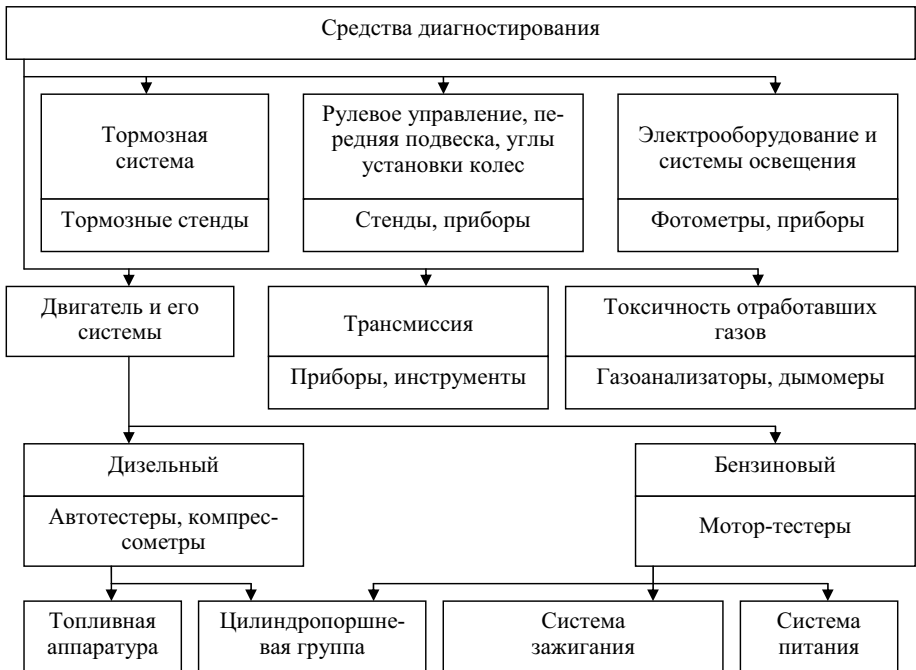 Средства диагностирования
Тормозная
система
Тормозные стенды
Рулевое управление, пе-
редняя подвеска, углы
установки колес
Стенды, приборы
Электрооборудование и
системы освещения
Фотометры, приборы
Двигатель и его
системы
Трансмиссия
Приборы, инструменты
Токсичность отработавших
газов
Газоанализаторы, дымомеры
Дизельный
Автотестеры, компрес-
сометры
Бензиновый
Мотор-тестеры
Топливная
аппаратура
Цилиндропоршне-
вая группа
Система
зажигания
Система
питания